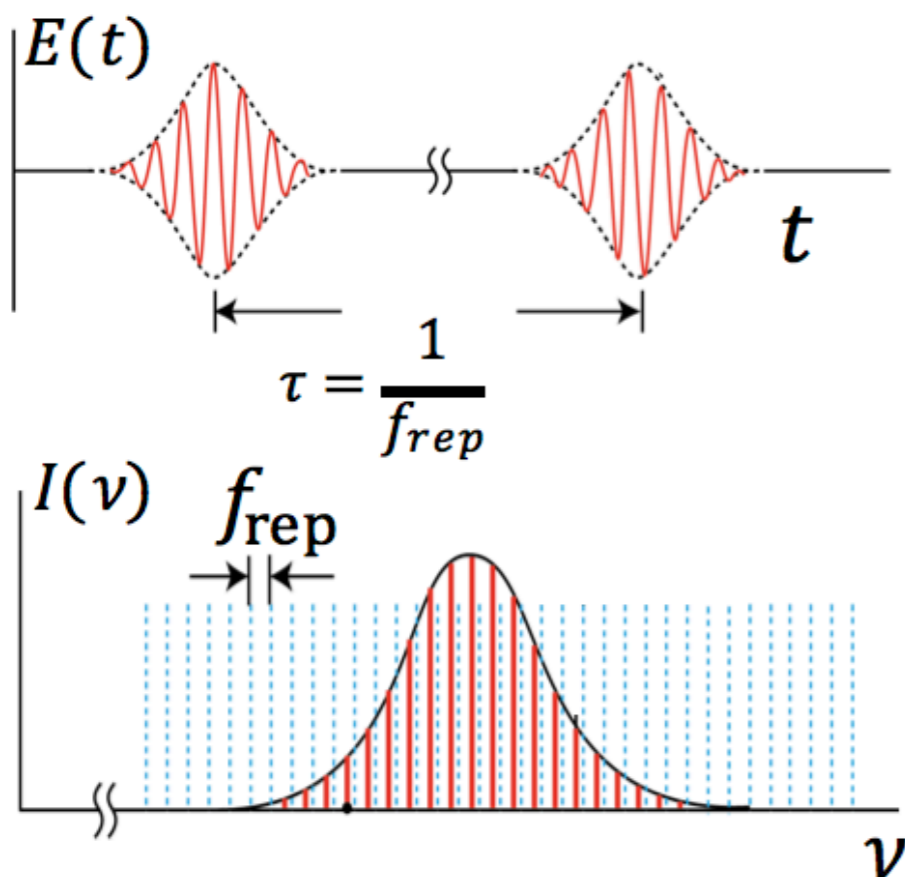 E(t)
t
τ = 1/f_rep
I(ν)
f_rep
ν